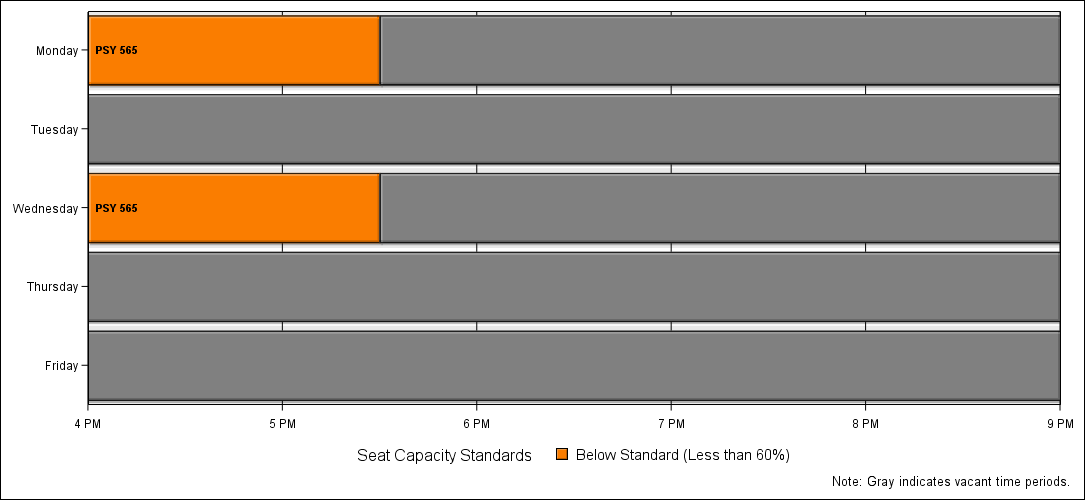 Monday
PSY 565
Tuesday
Wednesday
PSY 565
Thursday
Friday
4 PM 5 PM 6 PM 7 PM 8 PM 9 PM
Seat Capacity Standards Below Standard (Less than 60%)
Note: Gray indicates vacant time periods.